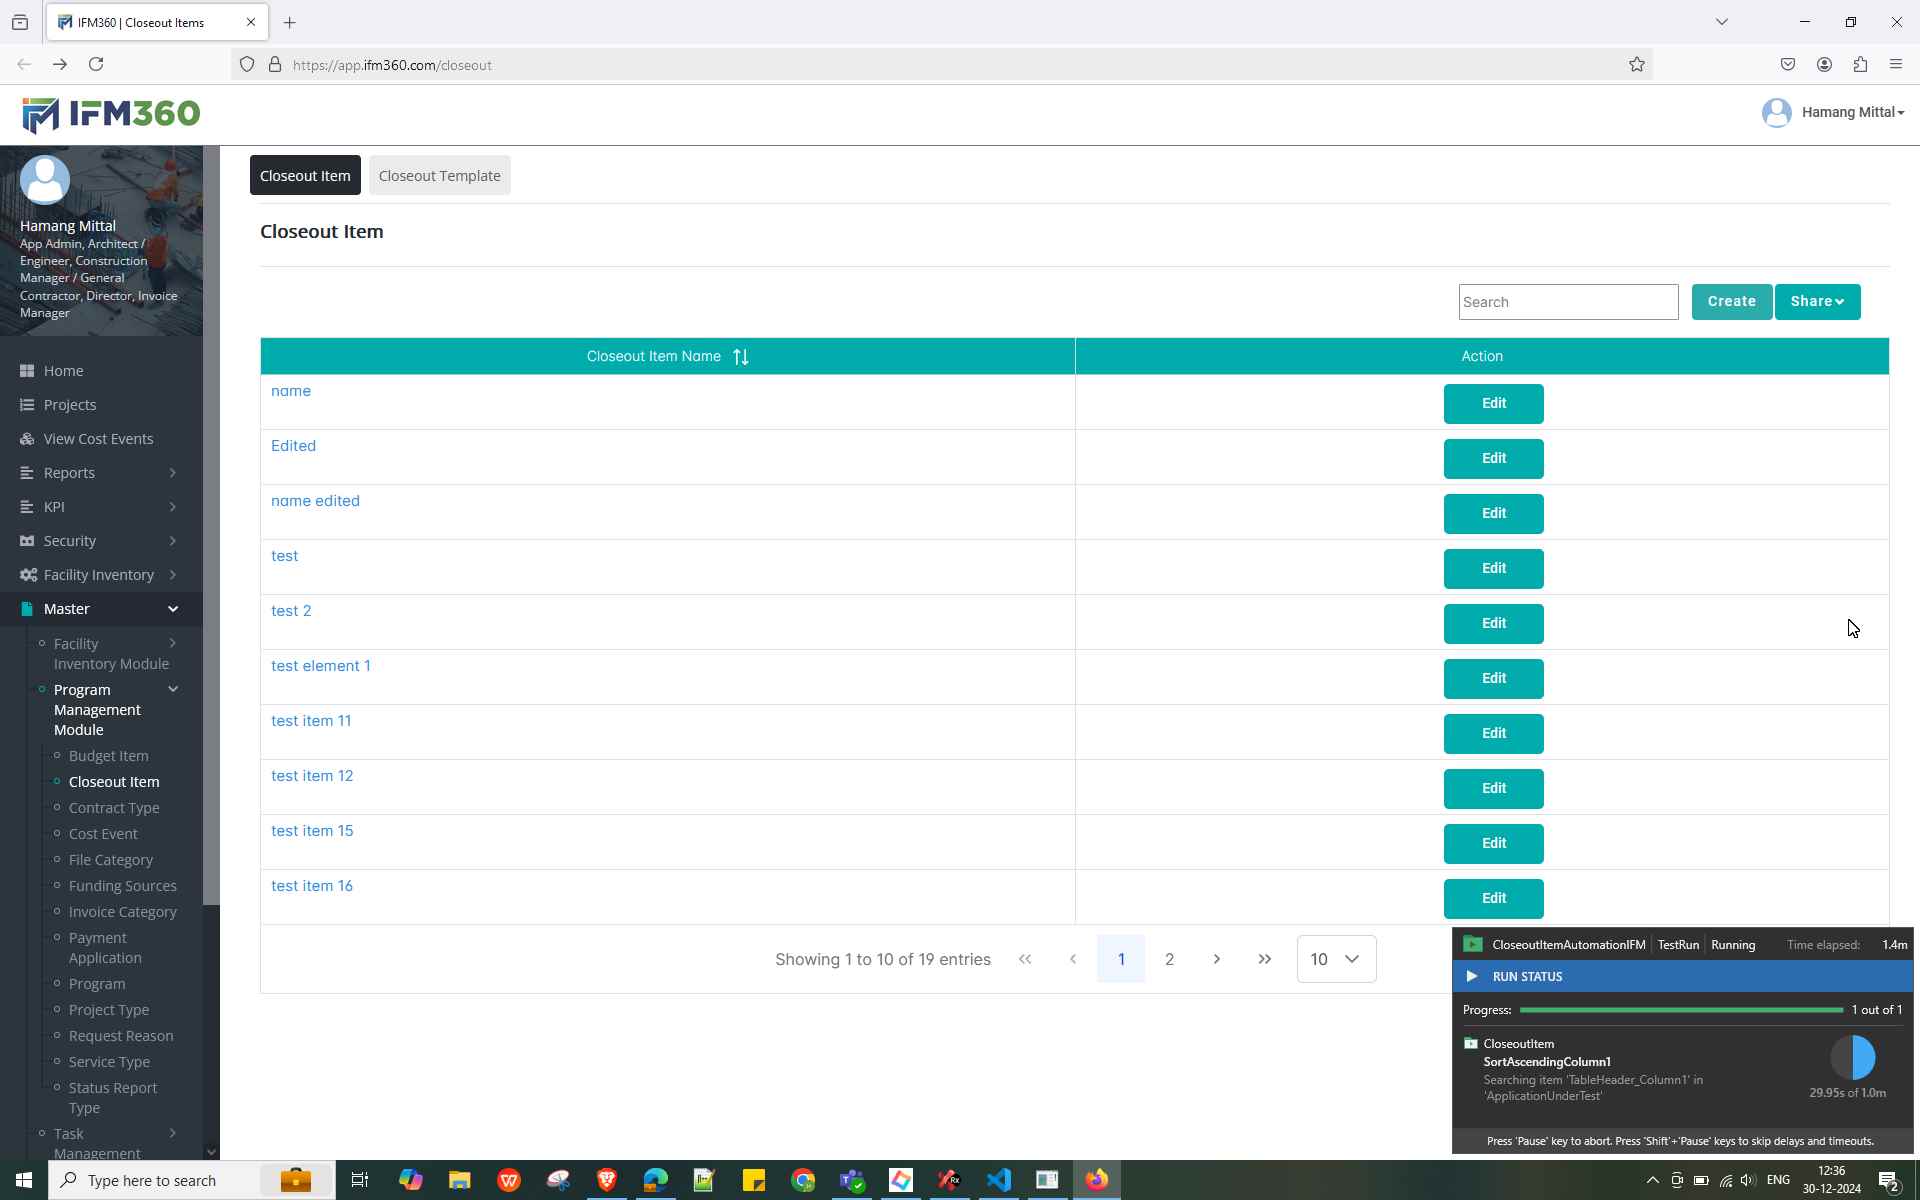 IFM360 | Closeout Items
https://app.ifm360.com/closeout
IFM360
Hamang Mittal
Hamang Mittal
App Admin, Architect /
Engineer, Construction
Manager / General
Contractor, Director, Invoice
Manager
Home
Projects
View Cost Events
Reports
KPI
Security
Facility Inventory
Master
Facility
Inventory Module
Program
Management
Module
Budget Item
Closeout Item
Contract Type
Cost Event
File Category
Funding Sources
Invoice Category
Payment
Application
Program
Project Type
Request Reason
Service Type
Status Report
Type
Task
Management
Closeout Item
Closeout Template
Closeout Item
Search
Create
Share
Closeout Item Name
Action
name
Edit
Edited
Edit
name edited
Edit
test
Edit
test 2
Edit
test element 1
Edit
test item 11
Edit
test item 12
Edit
test item 15
Edit
test item 16
Edit
Showing 1 to 10 of 19 entries
1
2
10
CloseoutItemAutomationIFM
TestRun
Running
Time elapsed:
1.4m
RUN STATUS
Progress:
1 out of 1
CloseoutItem
SortAscendingColumn1
Searching item 'TableHeader_Column1' in
'ApplicationUnderTest'
29.95s of 1.0m
Press 'Pause' key to abort. Press 'Shift'+'Pause' keys to skip delays and timeouts.
Type here to search
ENG
12:36
30-12-2024
2